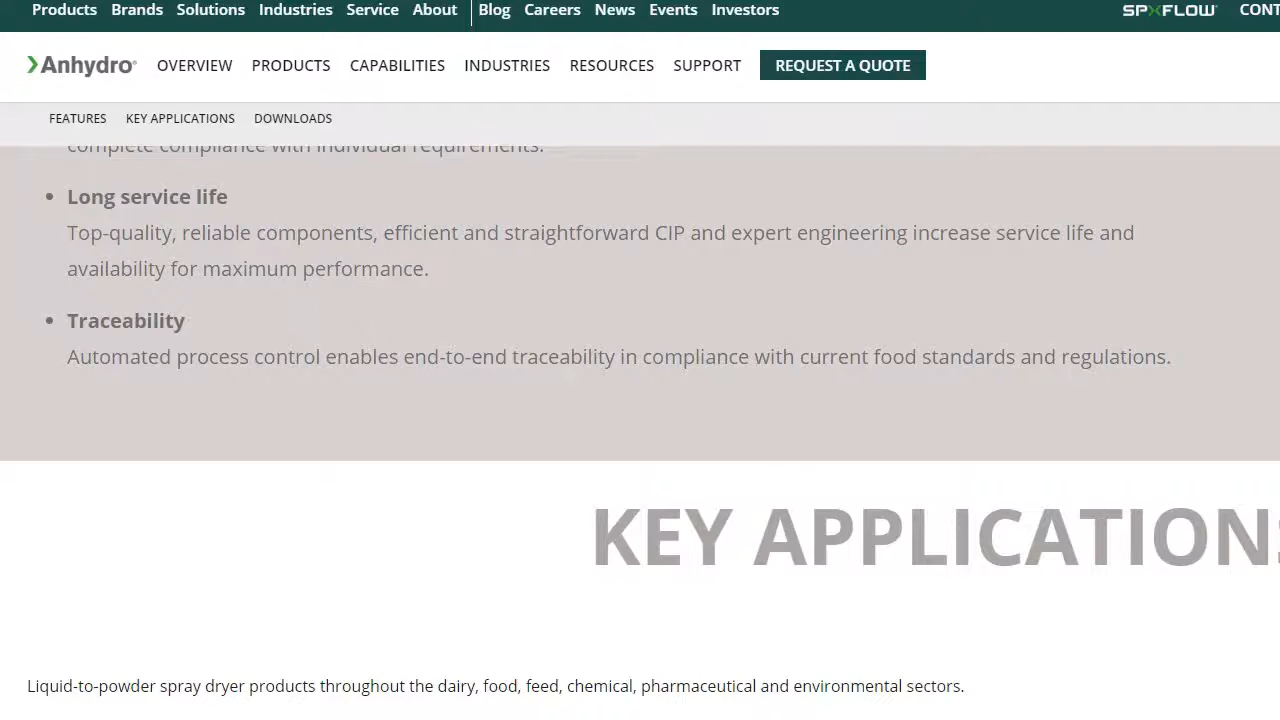 Products Brands Solutions Industries Service About Blog Careers News Events Investors SPXFLOW CONT
Anhydro® OVERVIEW PRODUCTS CAPABILITIES INDUSTRIES RESOURCES SUPPORT REQUEST A QUOTE
FEATURES KEY APPLICATIONS DOWNLOADS
complete compliance with individual requirements.
• Long service life
Top-quality, reliable components, efficient and straightforward CIP and expert engineering increase service life and
availability for maximum performance.
• Traceability
Automated process control enables end-to-end traceability in compliance with current food standards and regulations.
KEY APPLICATIONS
Liquid-to-powder spray dryer products throughout the dairy, food, feed, chemical, pharmaceutical and environmental sectors.